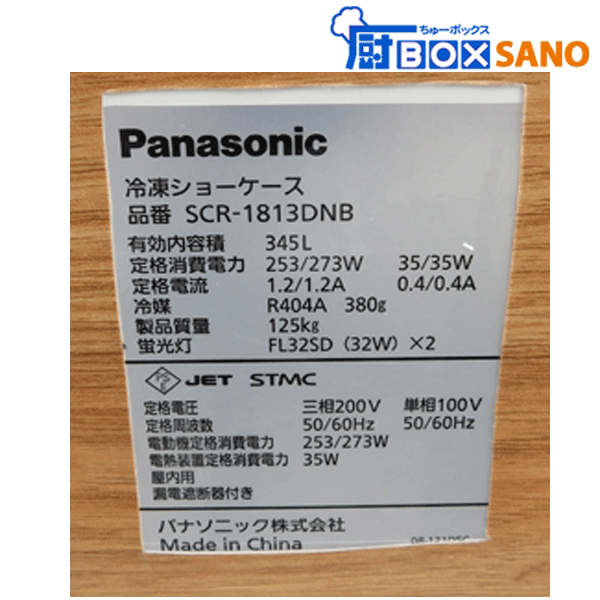 ちゅーボックス
厨BOX SANO
Panasonic
冷凍ショーケース
品番 SCR-1813DNB
有効内容積 345L
定格消費電力 253/273W 35/35W
定格電流 1.2/1.2A 0.4/0.4A
冷媒 R404A 380g
製品質量 125kg
蛍光灯 FL32SD (32W) ×2
PS E JET STMC
定格電圧 三相200V 単相100V
定格周波数 50/60Hz 50/60Hz
電動機定格消費電力 253/273W
電熱装置定格消費電力 35W
屋内用
漏電遮断器付き
パナソニック株式会社
Made in China